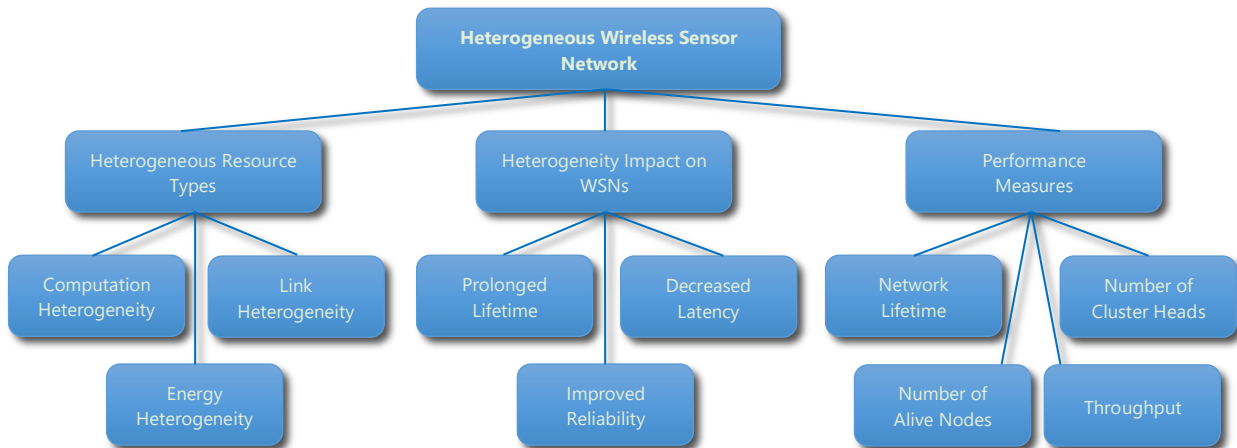 Heterogeneous Wireless Sensor
Network
Heterogeneous Resource
Types
Heterogeneity Impact on
WSNs
Performance
Measures
Computation
Heterogeneity
Link
Heterogeneity
Prolonged
Lifetime
Decreased
Latency
Network
Lifetime
Number of
Cluster Heads
Energy
Heterogeneity
Improved
Reliability
Number of
Alive Nodes
Throughput